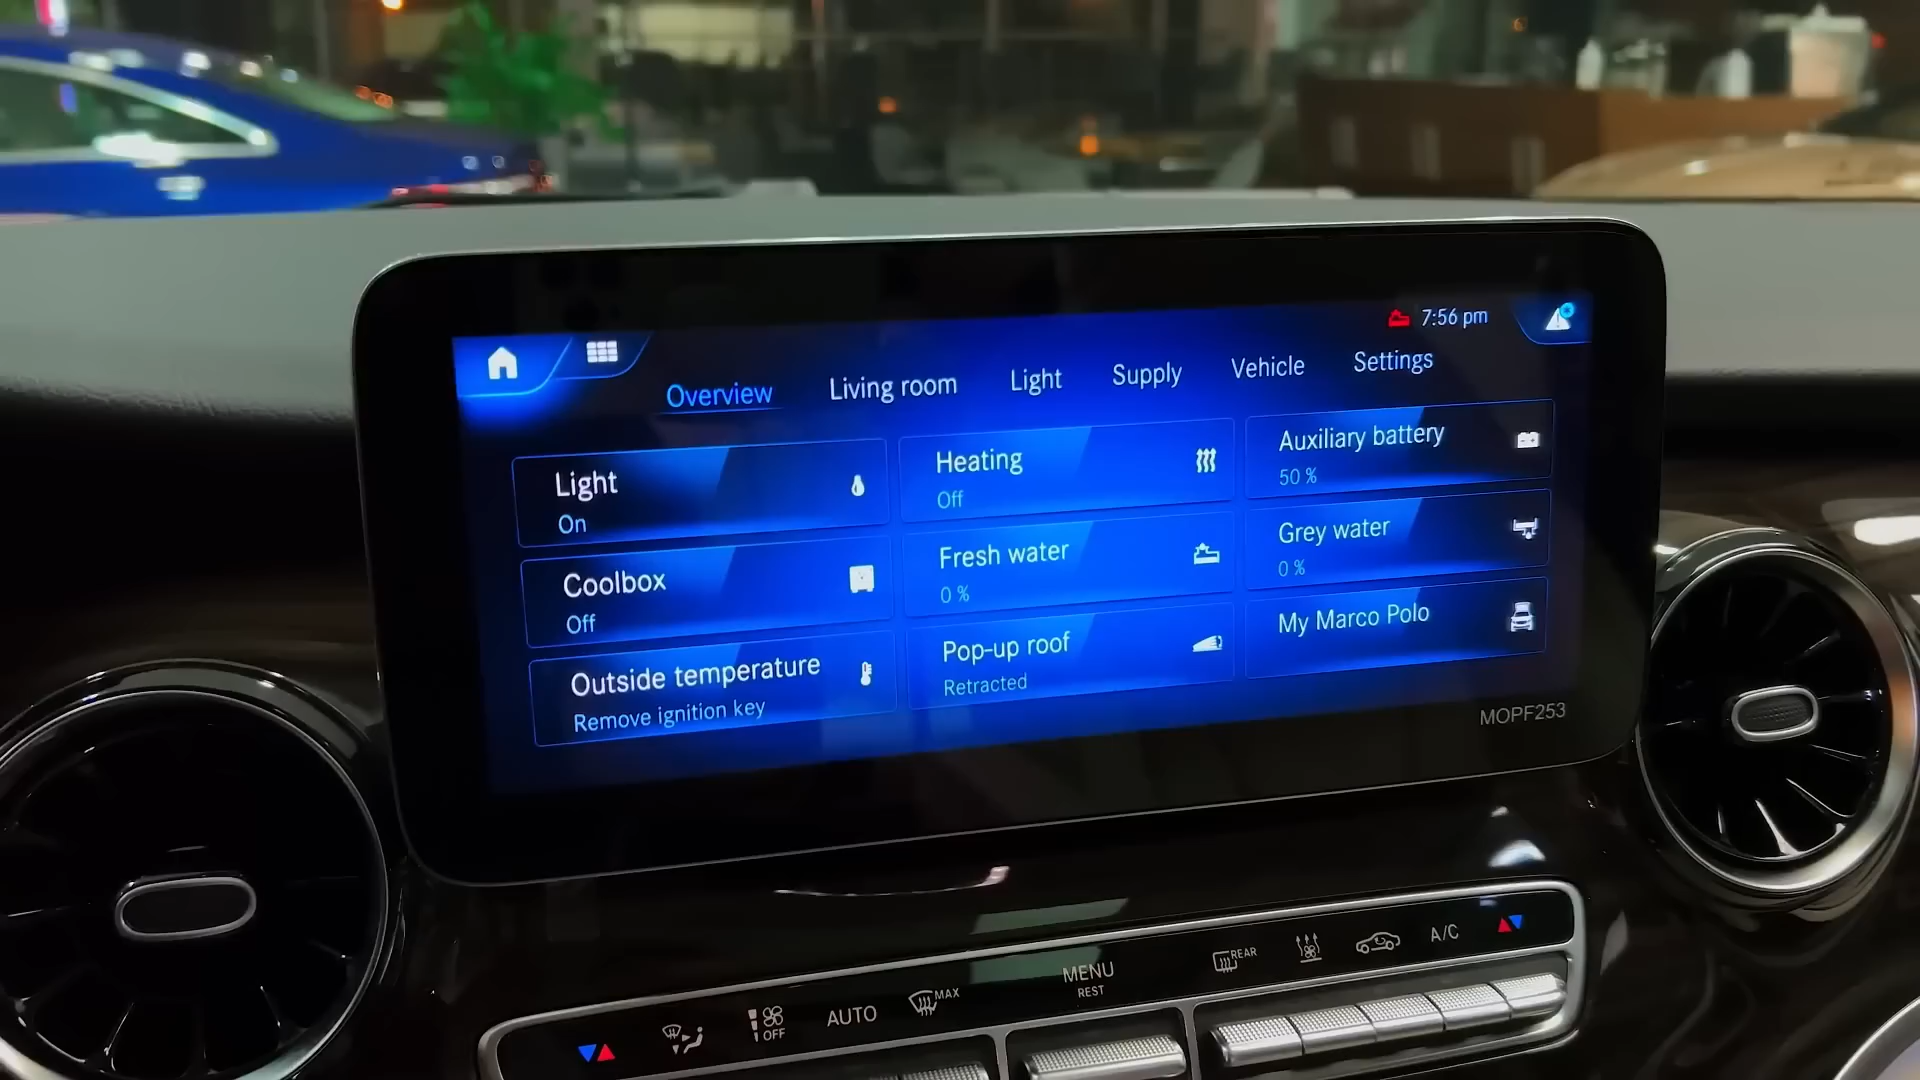 7:56 pm
Overview Living room Light Supply Vehicle Settings
Light
On
Heating
Off
Auxiliary battery
50 %
Coolbox
Off
Fresh water
0 %
Grey water
0 %
Outside temperature
Remove ignition key
Pop-up roof
Retracted
My Marco Polo
MOPF253
OFF
AUTO
MAX
MENU
REST
REAR
A/C